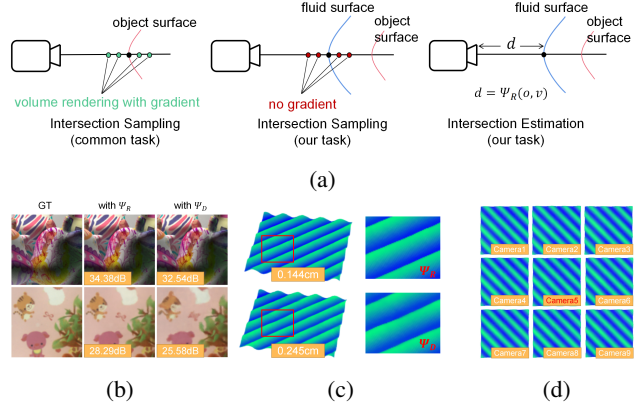 object surface
volume rendering with gradient
Intersection Sampling
(common task)
fluid surface
object
surface
no gradient
Intersection Sampling
(our task)
fluid surface
object
surface
d
d = Ψ_R(o, v)
Intersection Estimation
(our task)
(a)
GT
with Ψ_R
with Ψ_D
34.38dB
32.54dB
28.29dB
25.58dB
(b)
0.144cm
0.245cm
(c)
Camera1
Camera2
Camera3
Camera4
Camera5
Camera6
Camera7
Camera8
Camera9
(d)